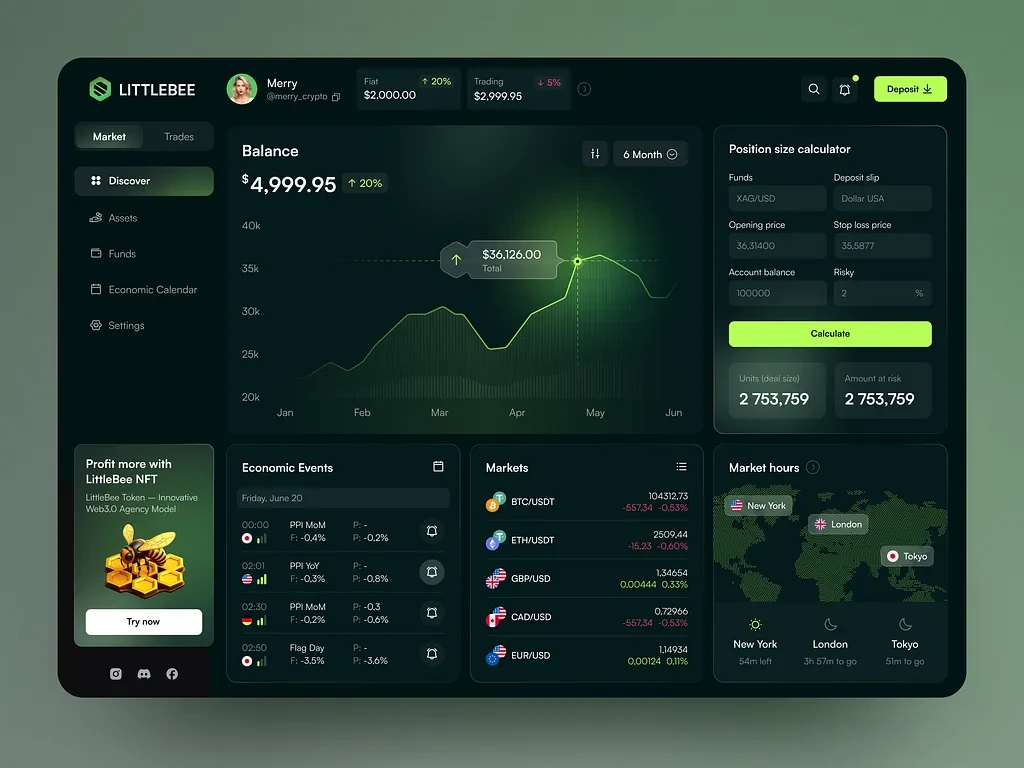 LITTLEBEE
Merry
@merry_crypto
Fiat
↑ 20%
$2,000.00
Trading
↓ 5%
$2,999.95
Deposit
Market
Trades
Discover
Assets
Funds
Economic Calendar
Settings
Balance
$4,999.95
↑ 20%
6 Month
40k
35k
30k
25k
20k
$36,126.00
Total
Jan
Feb
Mar
Apr
May
Jun
Position size calculator
Funds
Deposit slip
XAG/USD
Dollar USA
Opening price
Stop loss price
36,31400
35,5877
Account balance
Risky
100000
2
%
Calculate
Units (deal size)
2 753,759
Amount at risk
2 753,759
Profit more with
LittleBee NFT
LittleBee Token — Innovative
Web3.0 Agency Model
Try now
Economic Events
Friday, June 20
00:00 PPI MoM P: -
F: -0,4% P: -0,2%
02:01 PPI YoY P: -
F: -0,3% P: -0,8%
02:30 PPI MoM P: -0,3
F: -0,2% P: -0,6%
02:50 Flag Day P: -
F: -3,5% P: -3,6%
Markets
BTC/USDT
104312,73
-557,34 -0.53%
ETH/USDT
2509,44
-15,23 -0.60%
GBP/USD
1,34654
0.00444 0.33%
CAD/USD
0,72966
-557,34 -0.53%
EUR/USD
1,14934
0,00124 0,11%
Market hours
New York
London
Tokyo
New York
54m left
London
3h 57m to go
Tokyo
51m to go